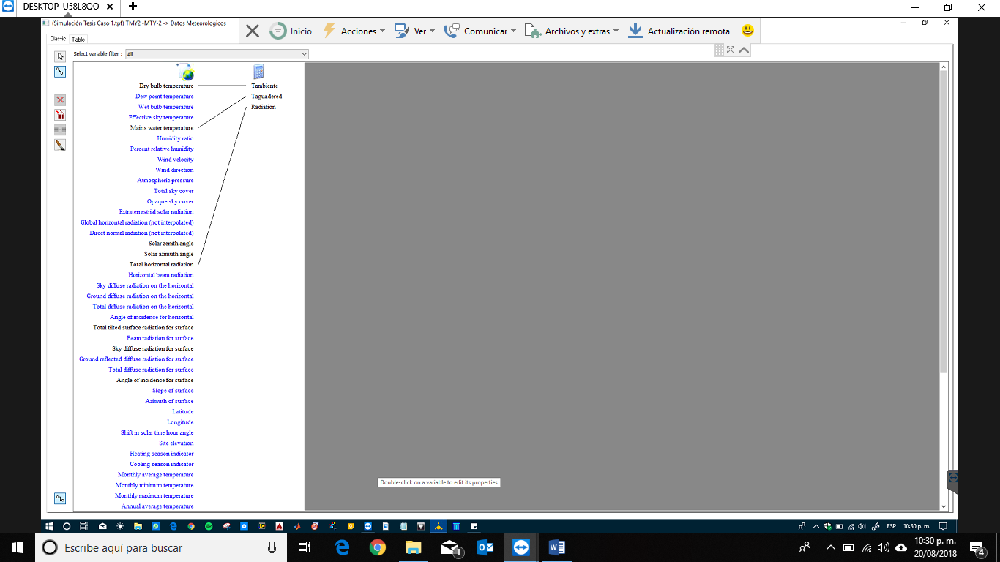 DESKTOP-U58L8QO
(Simulación Tesis Caso 1.tpf) TMY2 -MTY-2 -> Datos Meteorologicos
Inicio
Acciones
Ver
Comunicar
Archivos y extras
Actualización remota
Classic
Table
Select variable filter :
All
Dry bulb temperature
Tambiente
Dew point temperature
Taguadered
Wet bulb temperature
Radiation
Effective sky temperature
Mains water temperature
Humidity ratio
Percent relative humidity
Wind velocity
Wind direction
Atmospheric pressure
Total sky cover
Opaque sky cover
Extraterrestrial solar radiation
Global horizontal radiation (not interpolated)
Direct normal radiation (not interpolated)
Solar zenith angle
Solar azimuth angle
Total horizontal radiation
Horizontal beam radiation
Sky diffuse radiation on the horizontal
Ground diffuse radiation on the horizontal
Total diffuse radiation on the horizontal
Angle of incidence for horizontal
Total tilted surface radiation for surface
Beam radiation for surface
Sky diffuse radiation for surface
Ground reflected diffuse radiation for surface
Total diffuse radiation for surface
Angle of incidence for surface
Slope of surface
Azimuth of surface
Latitude
Longitude
Shift in solar time hour angle
Site elevation
Heating season indicator
Cooling season indicator
Monthly average temperature
Monthly minimum temperature
Monthly maximum temperature
Annual average temperature
Double-click on a variable to edit its properties
ESP
10:30 p. m.
Escribe aquí para buscar
1
10:30 p. m.
20/08/2018
4